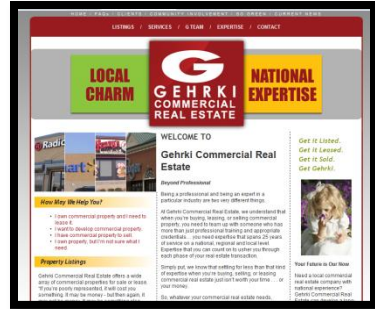 HOME · FAQs · CLIENTS · COMMUNITY INVOLVEMENT · GO GREEN · CURRENT NEWS
LISTINGS / SERVICES / G TEAM / EXPERTISE / CONTACT
LOCAL CHARM
G
GEHRKI
COMMERCIAL
REAL ESTATE
NATIONAL EXPERTISE
Radio
art
WELCOME TO
Gehrki Commercial Real
Estate
Beyond Professional
Being a professional and being an expert in a
particular industry are two very different things.
At Gehrki Commercial Real Estate, we understand that
when you're buying, leasing, or selling commercial
property, you need to team up with someone who has
more than just professional training and appropriate
credentials... you need expertise that spans 25 years
of service on a national, regional and local level.
Expertise that you can count on to usher you through
each phase of your real estate transaction.
Simply put, we know that settling for less than that kind
of expertise when you're buying, selling, or leasing
commercial real estate just isn't worth your time ... or
your money.
So, whatever your commercial real estate needs,
How May We Help You?
I own commercial property and I need to
lease it.
I want to develop commercial property.
I have commercial property to sell.
I own property, but I'm not sure what I
need.
Property Listings
Gehrki Commercial Real Estate offers a wide
array of commercial properties for sale or lease.
"If you're poorly represented, it will cost you
something. It may be money - but then again, it
Get it Listed.
Get it Leased.
Get it Sold.
Get Gehrki.
Your Future is Our Now
Need a local commercial
real estate company with
national experience?
Gehrki Commercial Real